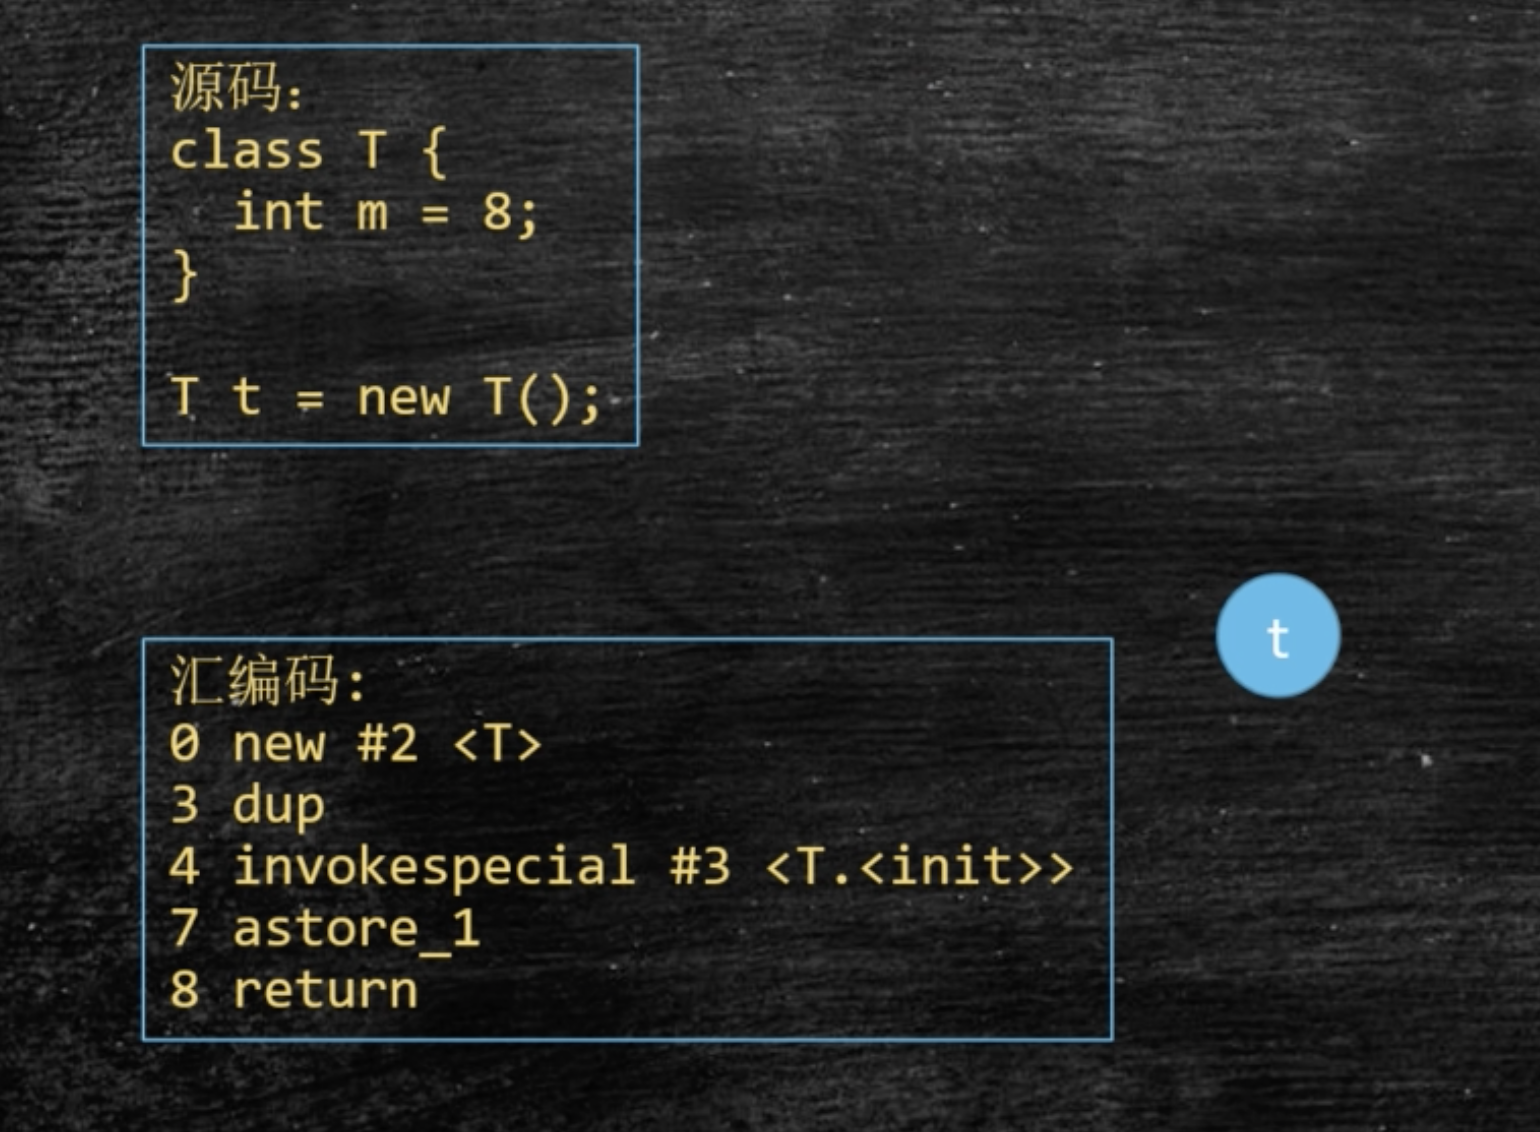 源码：
class T {
  int m = 8;
}
T t = new T();
t
汇编码：
0 new #2 <T>
3 dup
4 invokespecial #3 <T.<init>>
7 astore_1
8 return